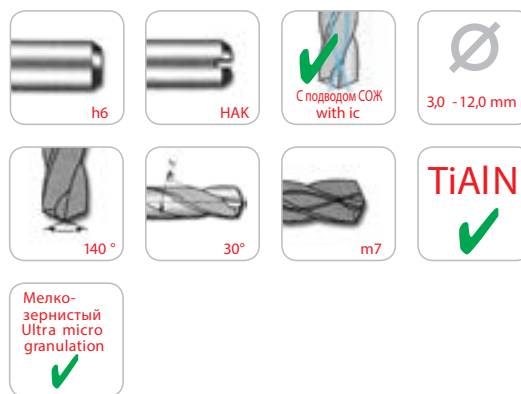 h6
HAK
С подводом СОЖ
with ic
3,0 - 12,0 mm
140 °
30°
m7
TiAlN
Мелко-
зернистый
Ultra micro
granulation